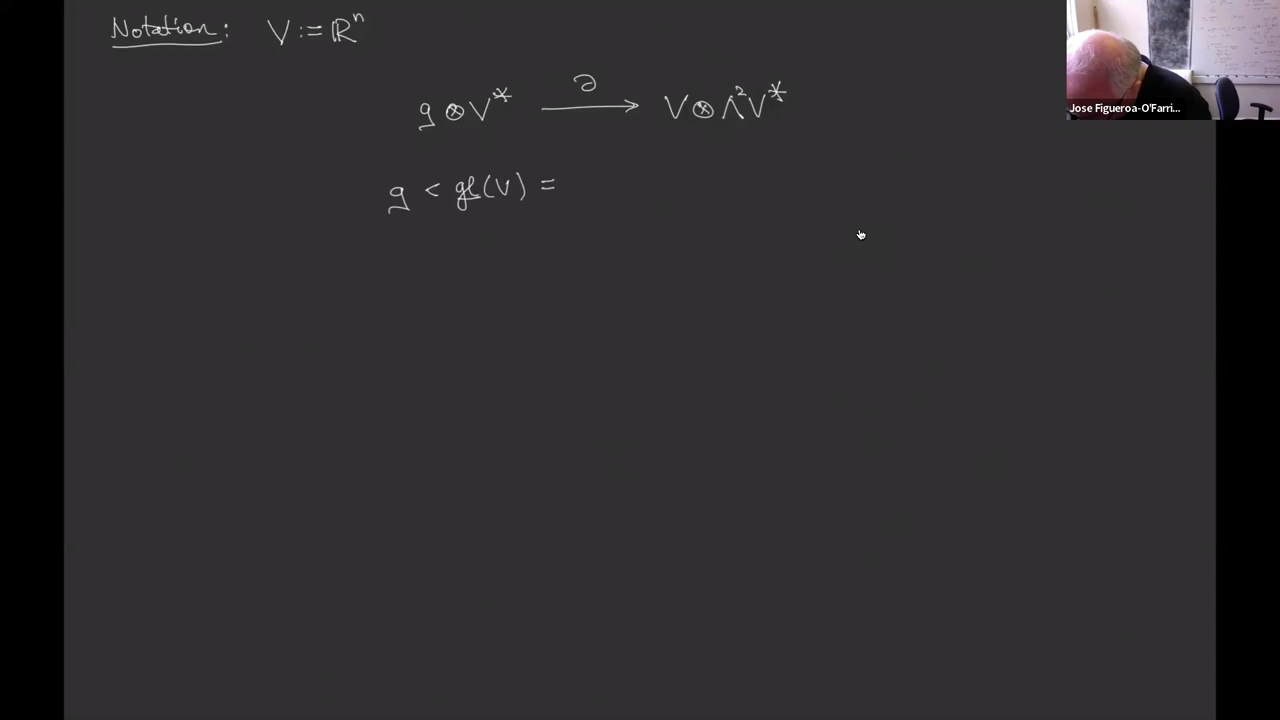 Notation: V := ℝⁿ
Jose Figueroa-O'Farri...
g ⊗ V* —∂→ V ⊗ Λ²V*
g < gl(V) =